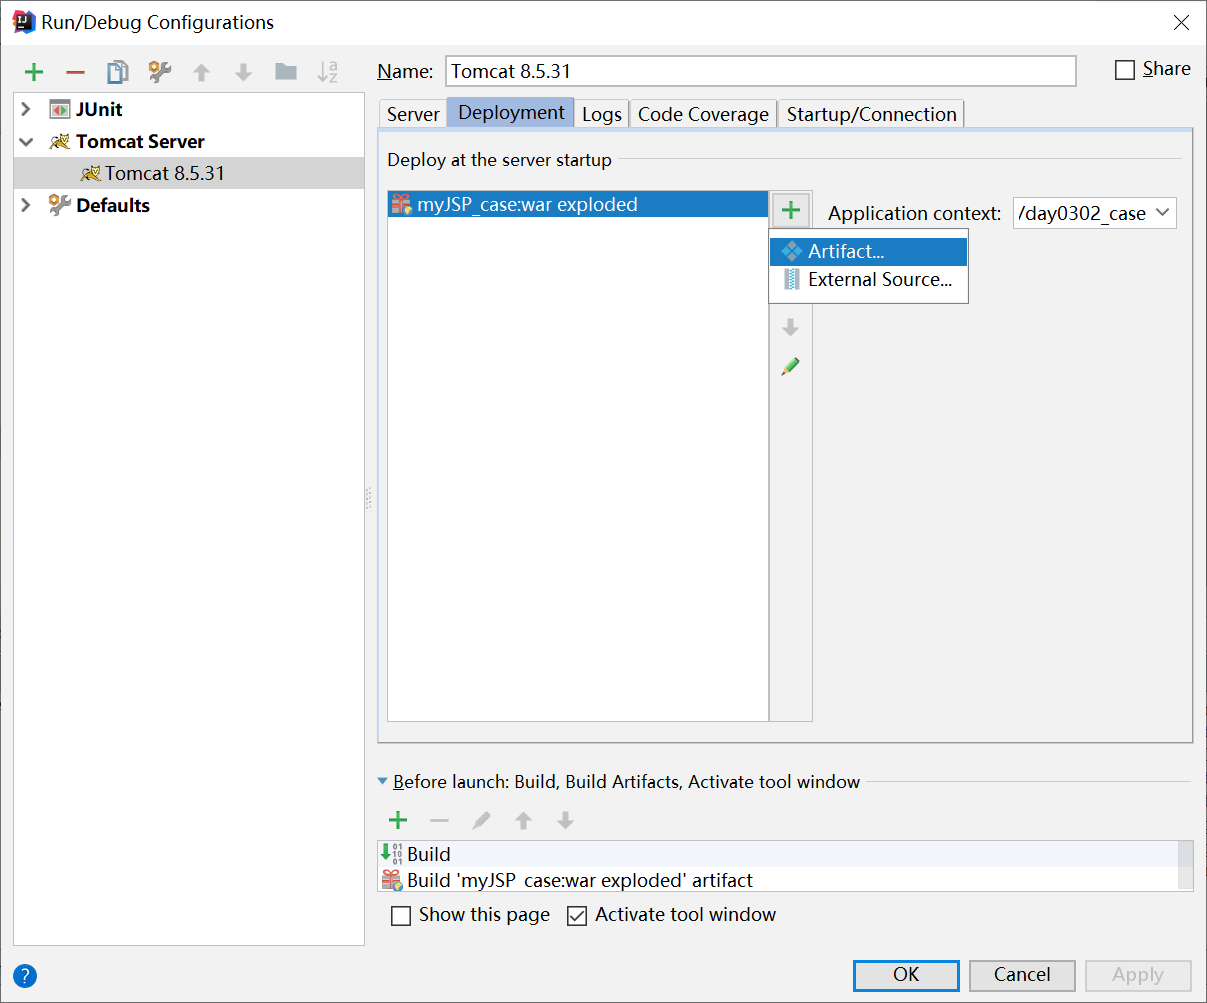 Run/Debug Configurations
Name: Tomcat 8.5.31
Share
JUnit
Tomcat Server
Tomcat 8.5.31
Defaults
Server Deployment Logs Code Coverage Startup/Connection
Deploy at the server startup
myJSP_case:war exploded
Application context: /day0302_case
Artifact...
External Source...
Before launch: Build, Build Artifacts, Activate tool window
Build
Build 'myJSP_case:war exploded' artifact
Show this page Activate tool window
? OK Cancel Apply